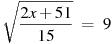 √((2x + 51)/15) = 9